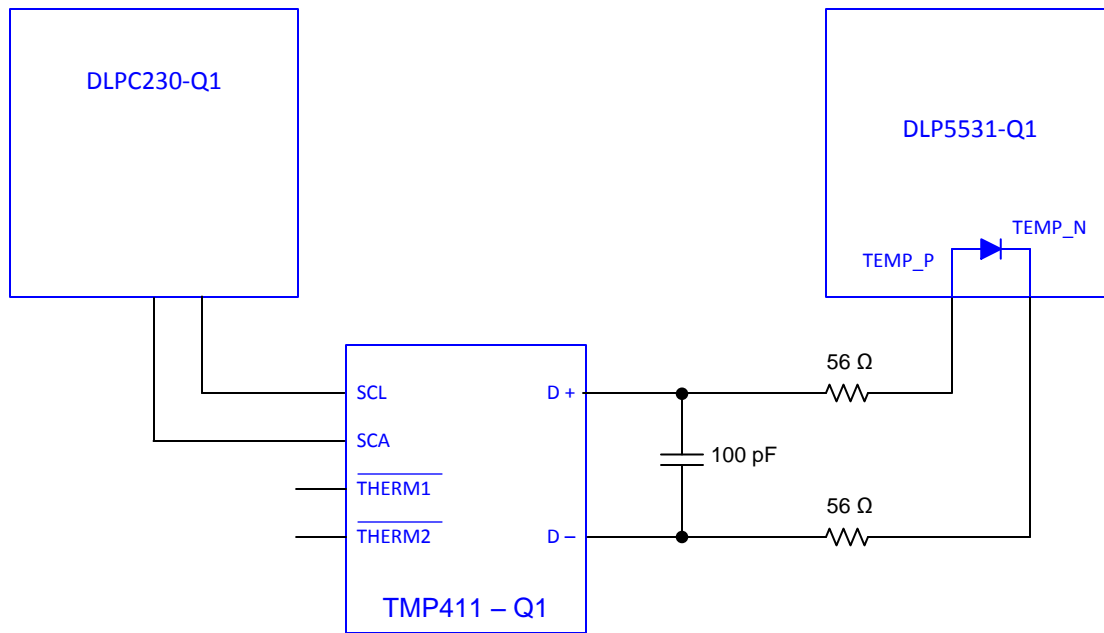 DLPC230-Q1
DLP5531-Q1
TEMP_N
TEMP_P
56 Ω
SCL
D +
SCA
100 pF
THERM1
56 Ω
THERM2
D –
TMP411 – Q1